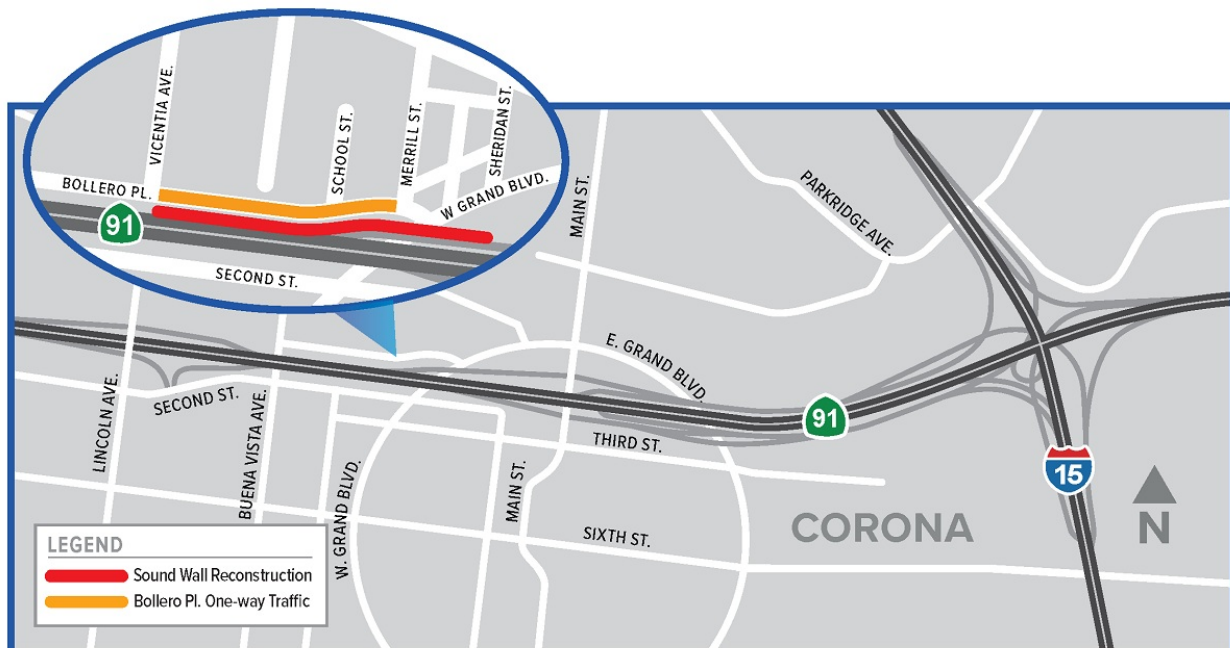 VICENTIA AVE.
SCHOOL ST.
MERRILL ST.
SHERIDAN ST.
BOLLERO PL.
W GRAND BLVD.
91
SECOND ST.
MAIN ST.
PARKRIDGE AVE.
E. GRAND BLVD.
LINCOLN AVE.
SECOND ST.
BUENA VISTA AVE.
91
THIRD ST.
W. GRAND BLVD.
MAIN ST.
15
SIXTH ST.
CORONA
N
LEGEND
Sound Wall Reconstruction
Bollero Pl. One-way Traffic